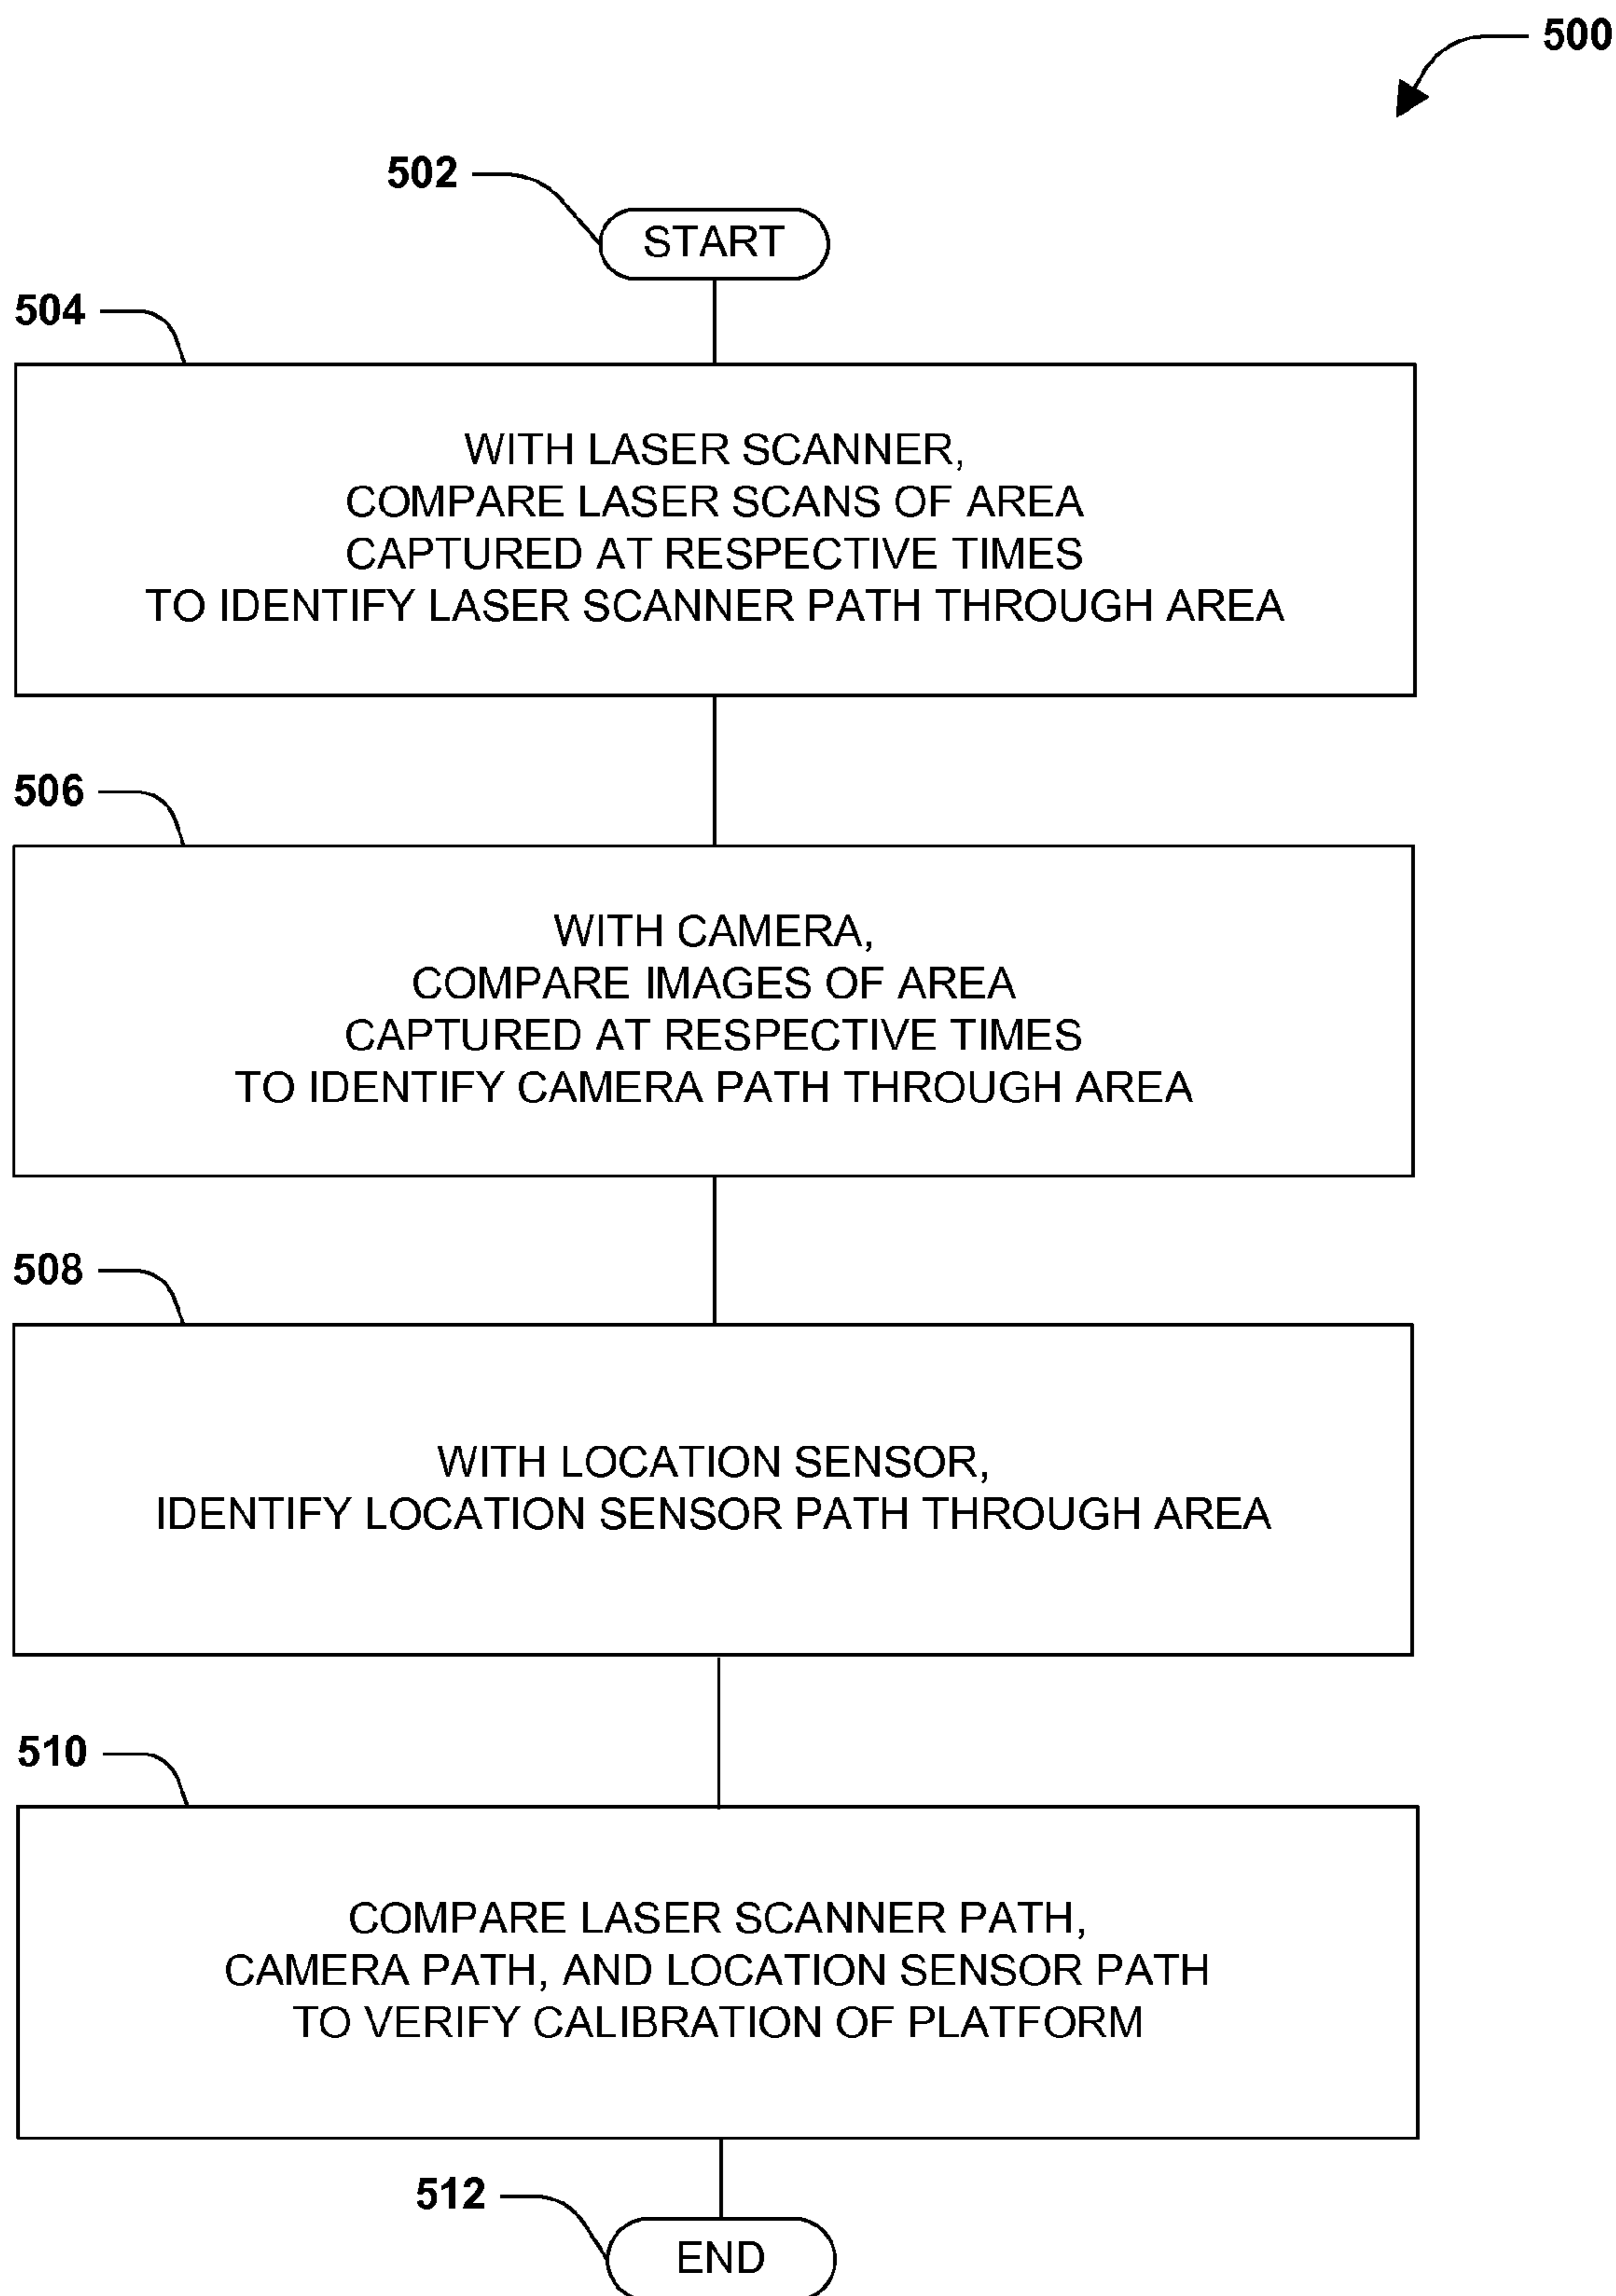 500
502
START
504
WITH LASER SCANNER,
COMPARE LASER SCANS OF AREA
CAPTURED AT RESPECTIVE TIMES
TO IDENTIFY LASER SCANNER PATH THROUGH AREA
506
WITH CAMERA,
COMPARE IMAGES OF AREA
CAPTURED AT RESPECTIVE TIMES
TO IDENTIFY CAMERA PATH THROUGH AREA
508
WITH LOCATION SENSOR,
IDENTIFY LOCATION SENSOR PATH THROUGH AREA
510
COMPARE LASER SCANNER PATH,
CAMERA PATH, AND LOCATION SENSOR PATH
TO VERIFY CALIBRATION OF PLATFORM
512
END